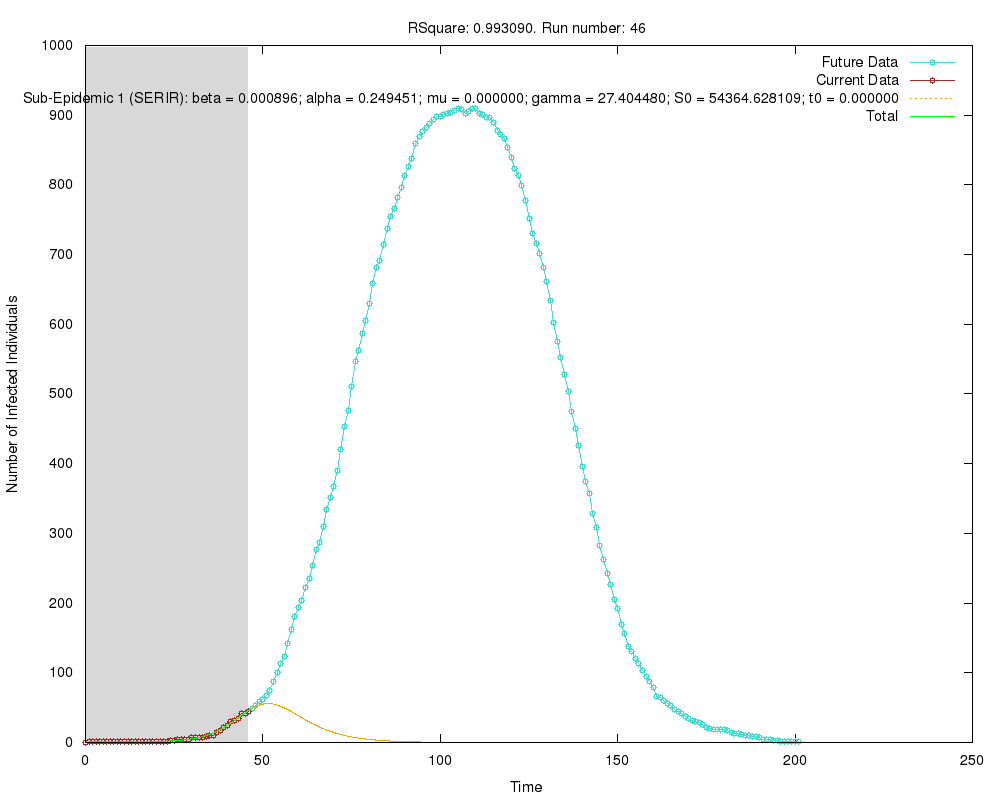 RSquare: 0.993090. Run number: 46
1000
900
800
700
600
500
400
300
200
100
0
Future Data
Current Data
Sub-Epidemic 1 (SERIR): beta = 0.000896; alpha = 0.249451; mu = 0.000000; gamma = 27.404480; S0 = 54364.628109; t0 = 0.000000
Total
Number of Infected Individuals
0 50 100 150 200 250
Time